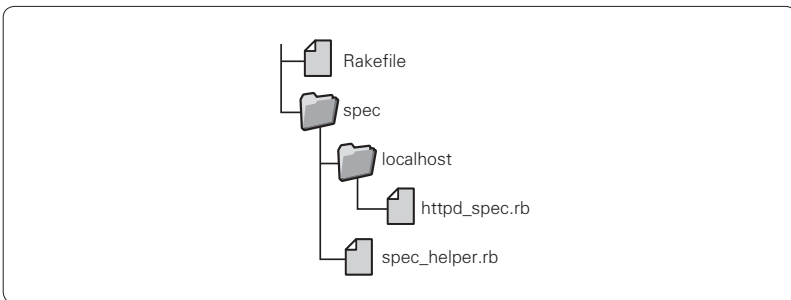 Rakefile
spec
localhost
httpd_spec.rb
spec_helper.rb